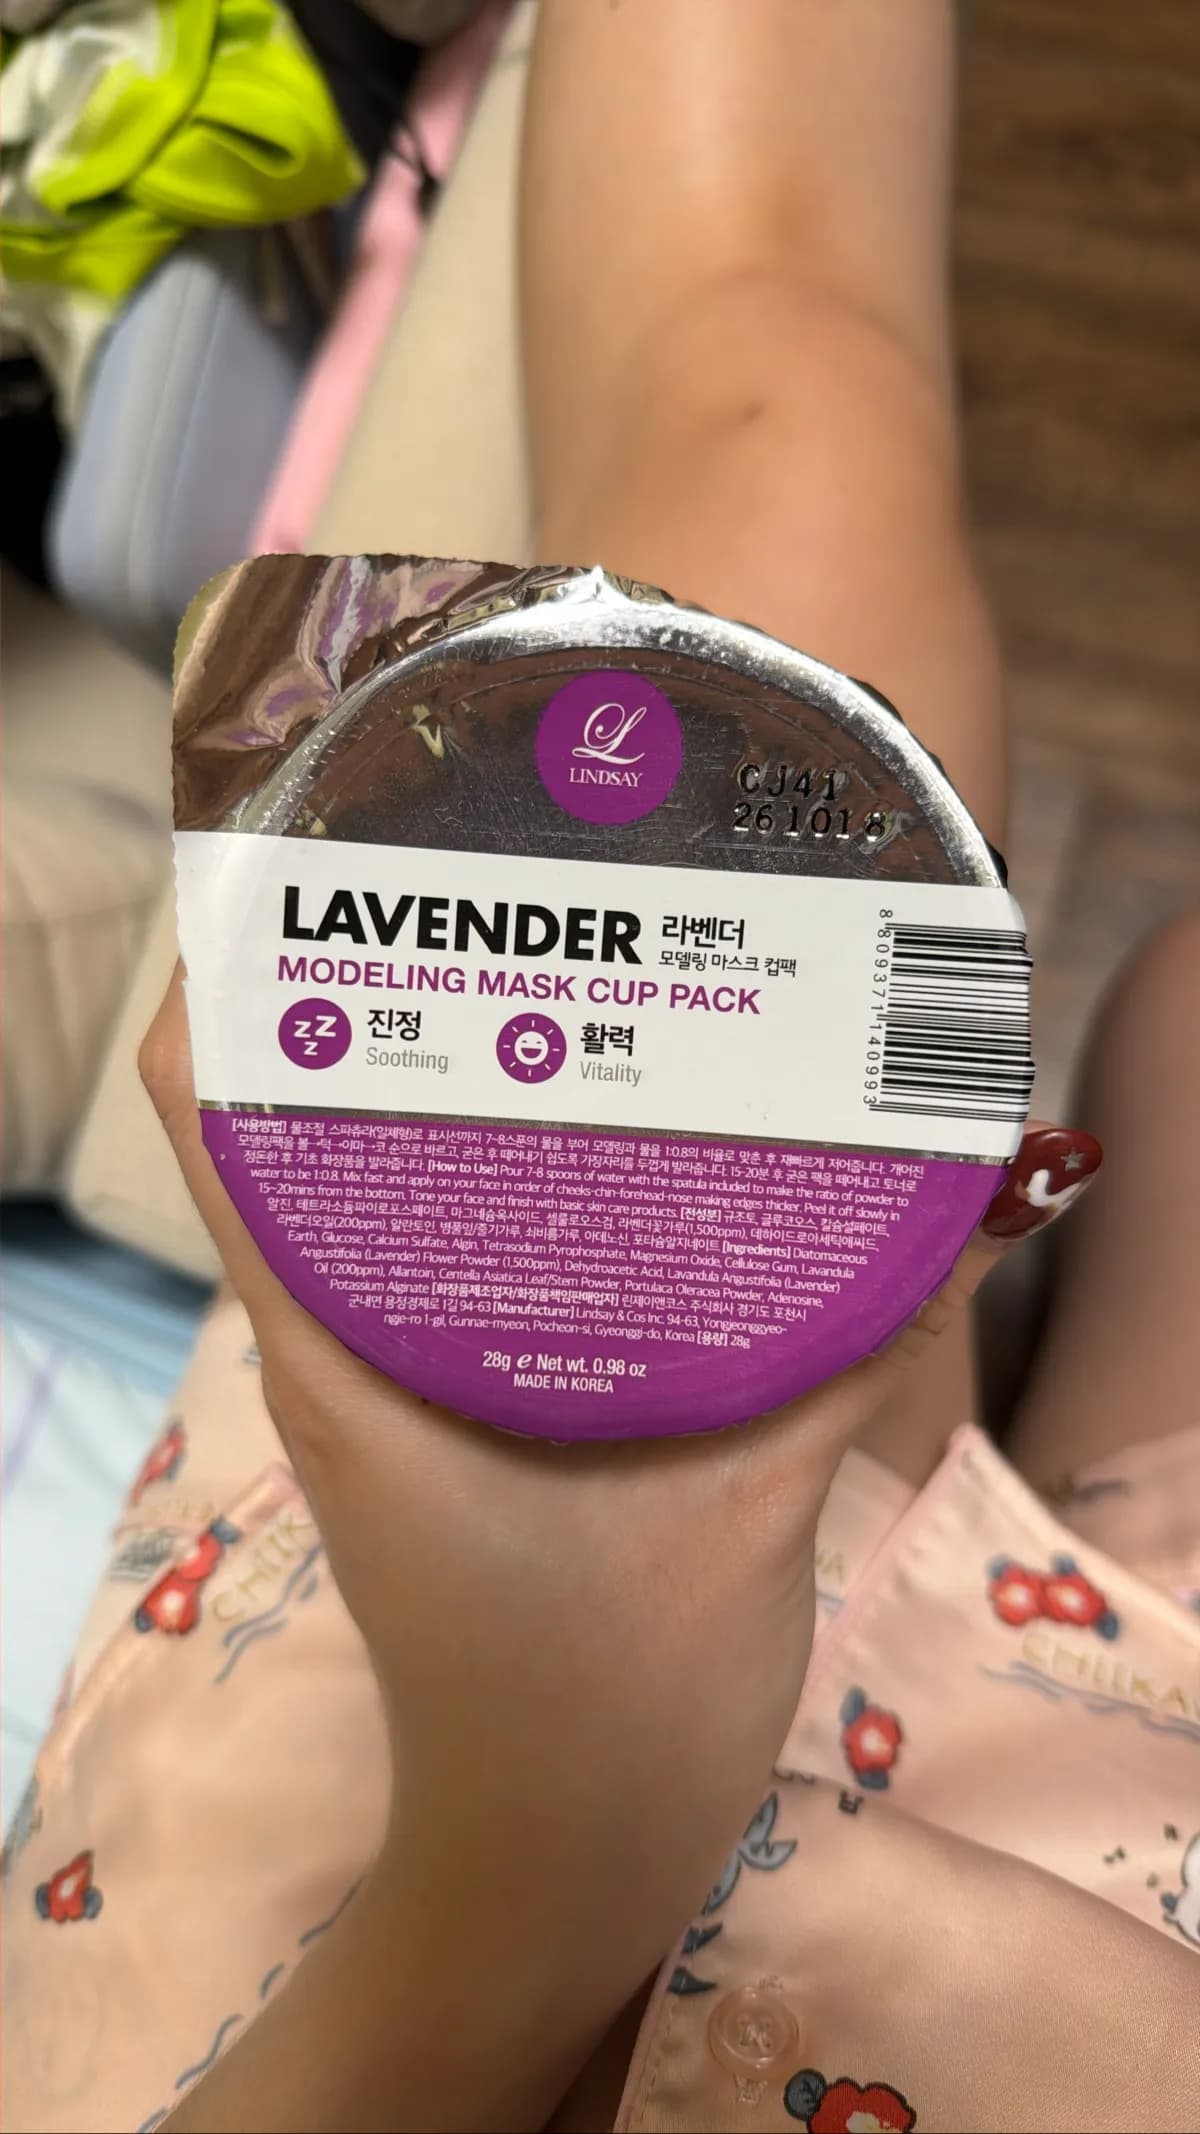 L
LINDSAY
CJ41
261018
LAVENDER 라벤더
모델링 마스크 컵팩
MODELING MASK CUP PACK
진정
Soothing
활력
Vitality
8809371140993
[사용방법] 물조절 스파츄라(일체형)로 표시선까지 7~8스푼의 물을 부어 모델링과 물을 1:0.8의 비율로 맞춘 후 재빠르게 저어줍니다. 개어진
모델링팩을 볼→턱→이마→코 순으로 바르고, 굳은 후 떼어내기 쉽도록 가장자리를 두껍게 발라줍니다. 15-20분 후 굳은 팩을 떼어내고 토너로
정돈한 후 기초 화장품을 발라줍니다. [How to Use] Pour 7-8 spoons of water with the spatula included to make the ratio of powder to
water to be 1:0.8. Mix fast and apply on your face in order of cheeks-chin-forehead-nose making edges thicker. Peel it off slowly in
15~20mins from the bottom. Tone your face and finish with basic skin care products. [전성분] 규조토, 글루코오스, 칼슘설페이트,
알진, 테트라소듐파이로포스페이트, 마그네슘옥사이드, 셀룰로오스검, 라벤더꽃가루(1,500ppm), 데하이드로아세틱애씨드,
라벤더오일(200ppm), 알란토인, 병풀잎/줄기가루, 쇠비름가루, 아데노신, 포타슘알지네이트 [Ingredients] Diatomaceous
Earth, Glucose, Calcium Sulfate, Algin, Tetrasodium Pyrophosphate, Magnesium Oxide, Cellulose Gum, Lavandula
Angustifolia (Lavender) Flower Powder (1,500ppm), Dehydroacetic Acid, Lavandula Angustifolia (Lavender)
Oil (200ppm), Allantoin, Centella Asiatica Leaf/Stem Powder, Portulaca Oleracea Powder, Adenosine,
Potassium Alginate [화장품제조업자/화장품책임판매업자] 린제이앤코스 주식회사 경기도 포천시
군내면 용정경제로 1길 94-63 [Manufacturer] Lindsay & Cos Inc. 94-63, Yongjeonggyeo-
ngje-ro 1-gil, Gunnae-myeon, Pocheon-si, Gyeonggi-do, Korea [용량] 28g
28g e Net wt. 0.98 oz
MADE IN KOREA
CHIIKA